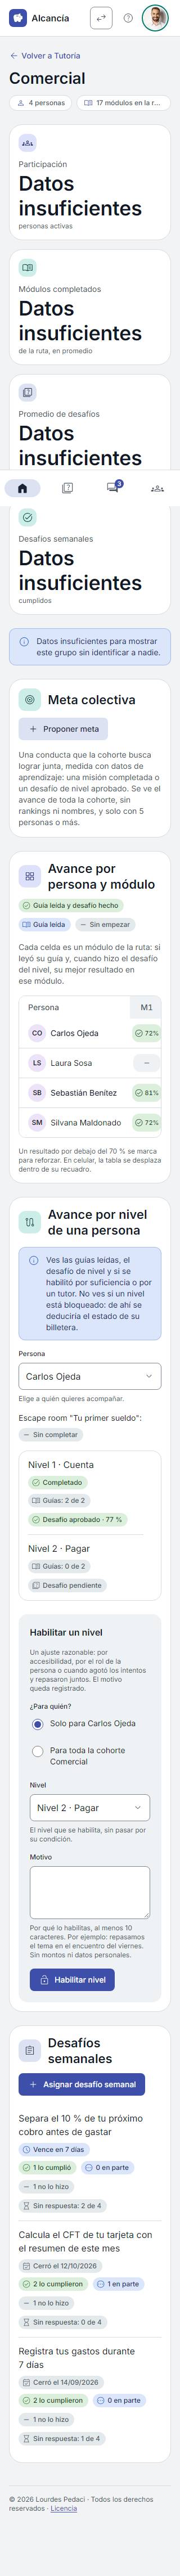 Alcancía
← Volver a Tutoría
Comercial
4 personas
17 módulos en la r...
Participación
Datos
insuficientes
personas activas
Módulos completados
Datos
insuficientes
de la ruta, en promedio
Promedio de desafíos
Datos
insuficientes
3
Desafíos semanales
Datos
insuficientes
cumplidos
Datos insuficientes para mostrar
este grupo sin identificar a nadie.
Meta colectiva
+ Proponer meta
Una conducta que la cohorte busca
lograr junta, medida con datos de
aprendizaje: una misión completada o
un desafío de nivel aprobado. Se ve el
avance de toda la cohorte, sin
rankings ni nombres, y solo con 5
personas o más.
Avance por
persona y módulo
Guía leída y desafío hecho
Guía leída
Sin empezar
Cada celda es un módulo de la ruta: si
leyó su guía y, cuando hizo el desafío
del nivel, su mejor resultado en
ese módulo.
Persona M1
CO Carlos Ojeda 72%
LS Laura Sosa –
SB Sebastián Benítez 81%
SM Silvana Maldonado 72%
Un resultado por debajo del 70 % se marca
para reforzar. En celular, la tabla se desplaza
dentro de su recuadro.
Avance por nivel
de una persona
Ves las guías leídas, el
desafío de nivel y si se
habilitó por suficiencia o por
un tutor. No ves si un nivel
está bloqueado: de ahí se
deduciría el estado de su
billetera.
Persona
Carlos Ojeda
Elige a quién quieres acompañar.
Escape room "Tu primer sueldo":
Sin completar
Nivel 1 · Cuenta
Completado
Guías: 2 de 2
Desafío aprobado · 77 %
Nivel 2 · Pagar
Guías: 0 de 2
Desafío pendiente
Habilitar un nivel
Un ajuste razonable: por
accesibilidad, por el rol de la
persona o cuando agotó los intentos
y repasaron juntos. El motivo
queda registrado.
¿Para quién?
Solo para Carlos Ojeda
Para toda la cohorte
Comercial
Nivel
Nivel 2 · Pagar
El nivel que se habilita, sin pasar por
su condición.
Motivo
Por qué lo habilitas, al menos 10
caracteres. Por ejemplo: repasamos
el tema en el encuentro del viernes.
Sin montos ni datos personales.
Habilitar nivel
Desafíos
semanales
+ Asignar desafío semanal
Separa el 10 % de tu próximo
cobro antes de gastar
Vence en 7 días
1 lo cumplió
0 en parte
1 no lo hizo
Sin respuesta: 2 de 4
Calcula el CFT de tu tarjeta con
el resumen de este mes
Cerró el 12/10/2026
2 lo cumplieron
1 en parte
1 no lo hizo
Sin respuesta: 0 de 4
Registra tus gastos durante
7 días
Cerró el 14/09/2026
2 lo cumplieron
0 en parte
1 no lo hizo
Sin respuesta: 1 de 4
© 2026 Lourdes Pedaci · Todos los derechos
reservados · Licencia